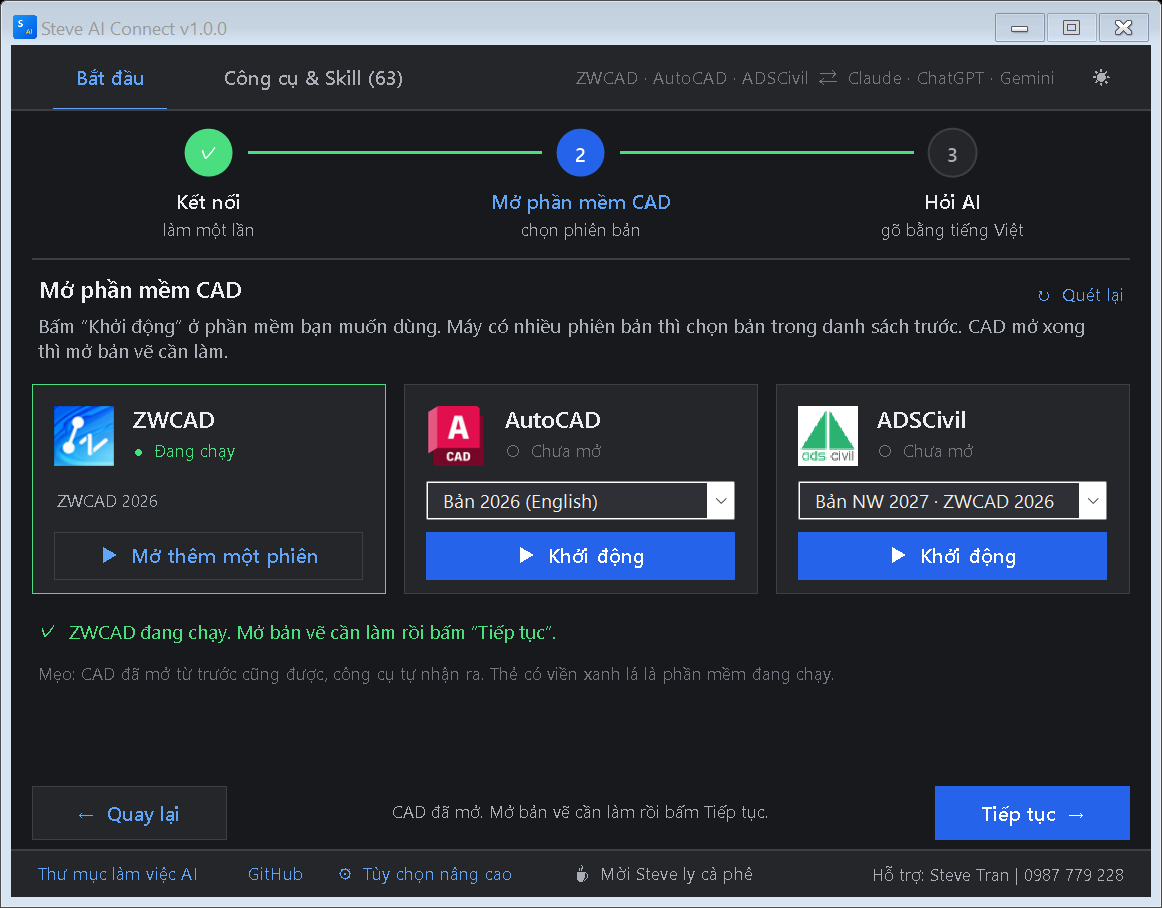 Steve AI Connect v1.0.0
Bắt đầu
Công cụ & Skill (63)
ZWCAD · AutoCAD · ADSCivil ⇄ Claude · ChatGPT · Gemini
✓
2
3
Kết nối
Mở phần mềm CAD
Hỏi AI
làm một lần
chọn phiên bản
gõ bằng tiếng Việt
Mở phần mềm CAD
↻ Quét lại
Bấm “Khởi động” ở phần mềm bạn muốn dùng. Máy có nhiều phiên bản thì chọn bản trong danh sách trước. CAD mở xong
thì mở bản vẽ cần làm.
ZWCAD
● Đang chạy
ZWCAD 2026
▶ Mở thêm một phiên
A
CAD
AutoCAD
○ Chưa mở
Bản 2026 (English)
▶ Khởi động
ads civil
ADSCivil
○ Chưa mở
Bản NW 2027 · ZWCAD 2026
▶ Khởi động
✓ ZWCAD đang chạy. Mở bản vẽ cần làm rồi bấm “Tiếp tục”.
Mẹo: CAD đã mở từ trước cũng được, công cụ tự nhận ra. Thẻ có viền xanh lá là phần mềm đang chạy.
← Quay lại
CAD đã mở. Mở bản vẽ cần làm rồi bấm Tiếp tục.
Tiếp tục →
Thư mục làm việc AI
GitHub
⚙ Tùy chọn nâng cao
Mời Steve ly cà phê
Hỗ trợ: Steve Tran | 0987 779 228